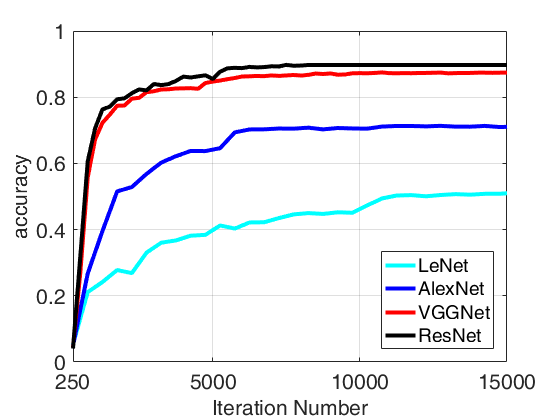 1
0.8
0.6
0.4
0.2
0
accuracy
250
5000
10000
15000
Iteration Number
LeNet
AlexNet
VGGNet
ResNet